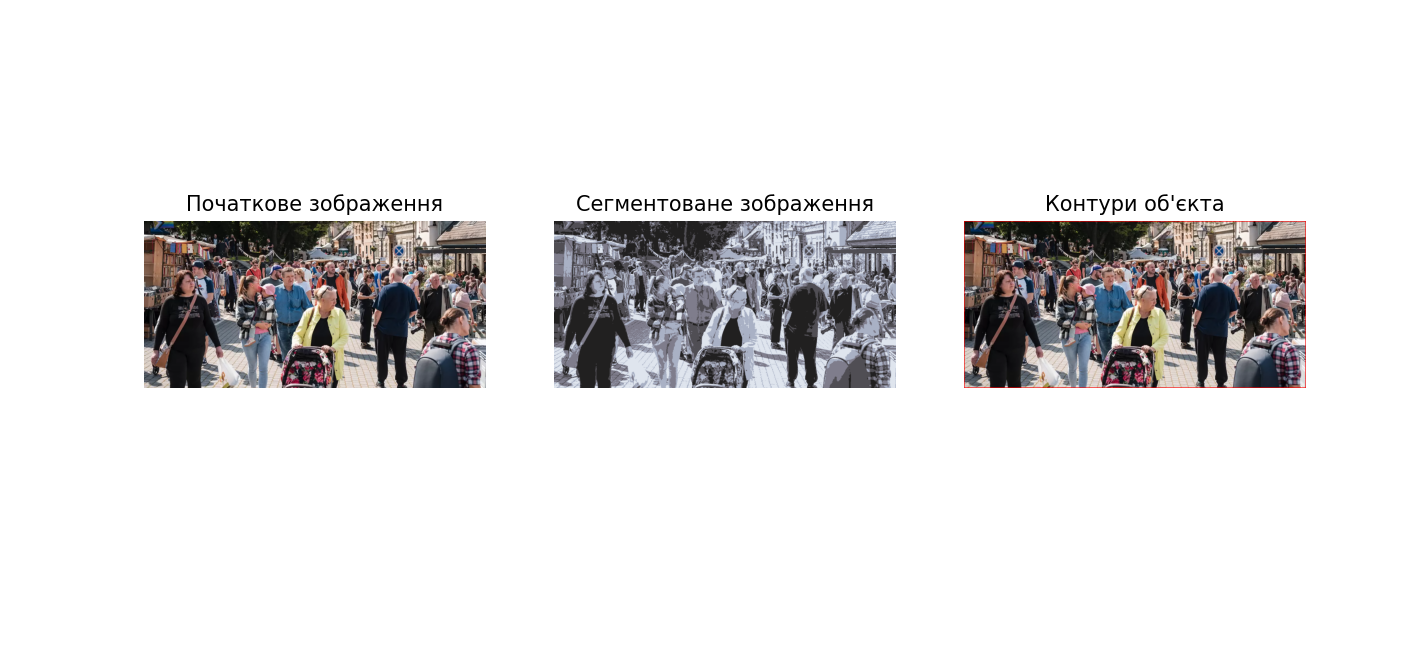 Початкове зображення
Сегментоване зображення
Контури об'єкта